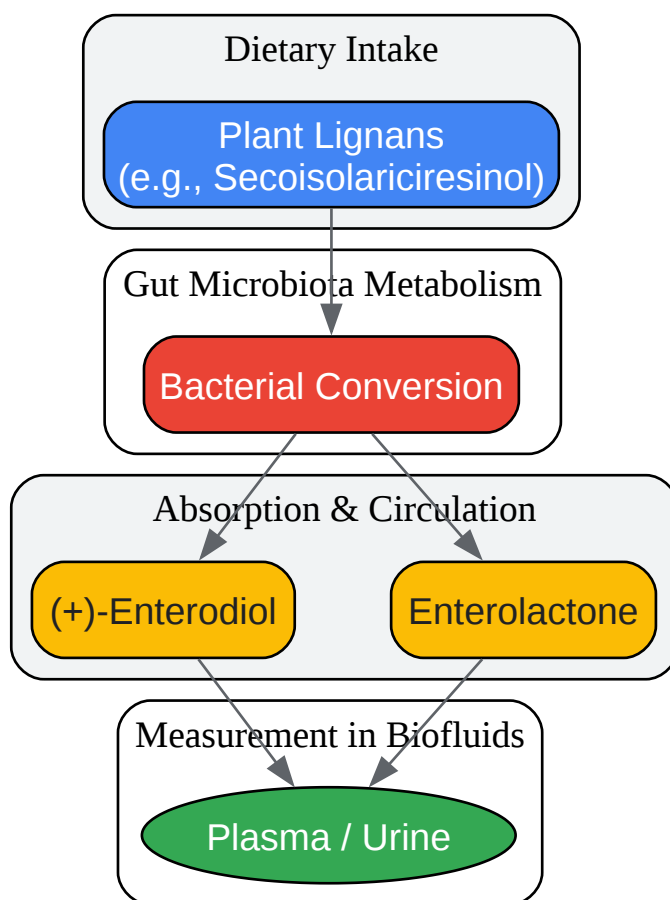 Dietary Intake
Plant Lignans
(e.g., Secoisolariciresinol)
Gut Microbiota Metabolism
Bacterial Conversion
Absorption & Circulation
(+)-Enterodiol
Enterolactone
Measurement in Biofluids
Plasma / Urine